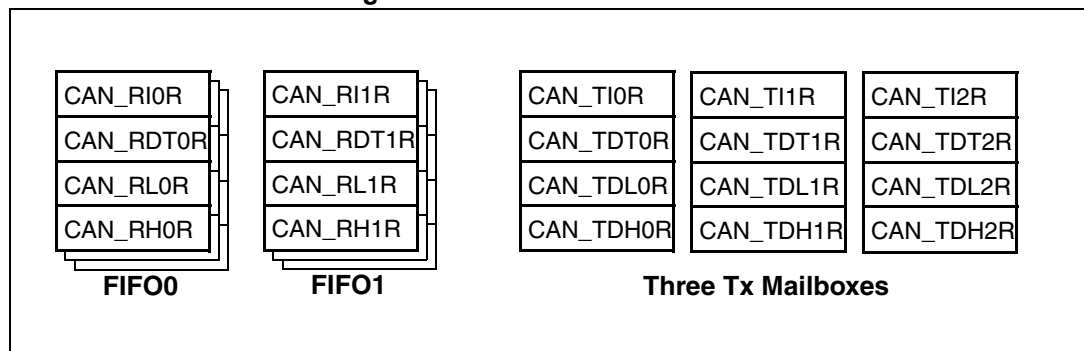 CAN_RI0R
CAN_RDT0R
CAN_RL0R
CAN_RH0R
FIFO0
CAN_RI1R
CAN_RDT1R
CAN_RL1R
CAN_RH1R
FIFO1
CAN_TI0R
CAN_TDT0R
CAN_TDL0R
CAN_TDH0R
CAN_TI1R
CAN_TDT1R
CAN_TDL1R
CAN_TDH1R
CAN_TI2R
CAN_TDT2R
CAN_TDL2R
CAN_TDH2R
Three Tx Mailboxes